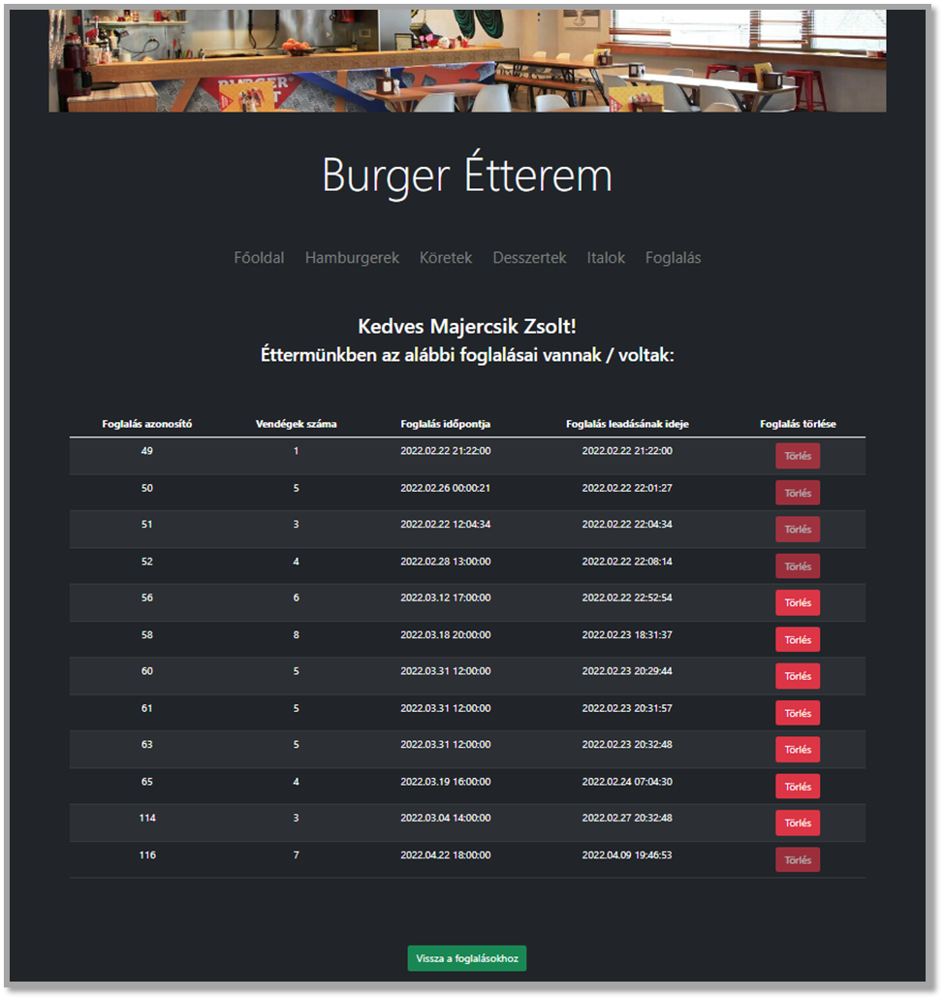 BURGER
Burger Étterem
Főoldal Hamburgerek Köretek Desszertek Italok Foglalás
Kedves Majercsik Zsolt!
Éttermünkben az alábbi foglalásai vannak / voltak:
Foglalás azonosító Vendégek száma Foglalás időpontja Foglalás leadásának ideje Foglalás törlése
49 1 2022.02.22 21:22:00 2022.02.22 21:22:00 Törlés
50 5 2022.02.26 00:00:21 2022.02.22 22:01:27 Törlés
51 3 2022.02.22 12:04:34 2022.02.22 22:04:34 Törlés
52 4 2022.02.28 13:00:00 2022.02.22 22:08:14 Törlés
56 6 2022.03.12 17:00:00 2022.02.22 22:52:54 Törlés
58 8 2022.03.18 20:00:00 2022.02.23 18:31:37 Törlés
60 5 2022.03.31 12:00:00 2022.02.23 20:29:44 Törlés
61 5 2022.03.31 12:00:00 2022.02.23 20:31:57 Törlés
63 5 2022.03.31 12:00:00 2022.02.23 20:32:48 Törlés
65 4 2022.03.19 16:00:00 2022.02.24 07:04:30 Törlés
114 3 2022.03.04 14:00:00 2022.02.27 20:32:48 Törlés
116 7 2022.04.22 18:00:00 2022.04.09 19:46:53 Törlés
Vissza a foglalásokhoz